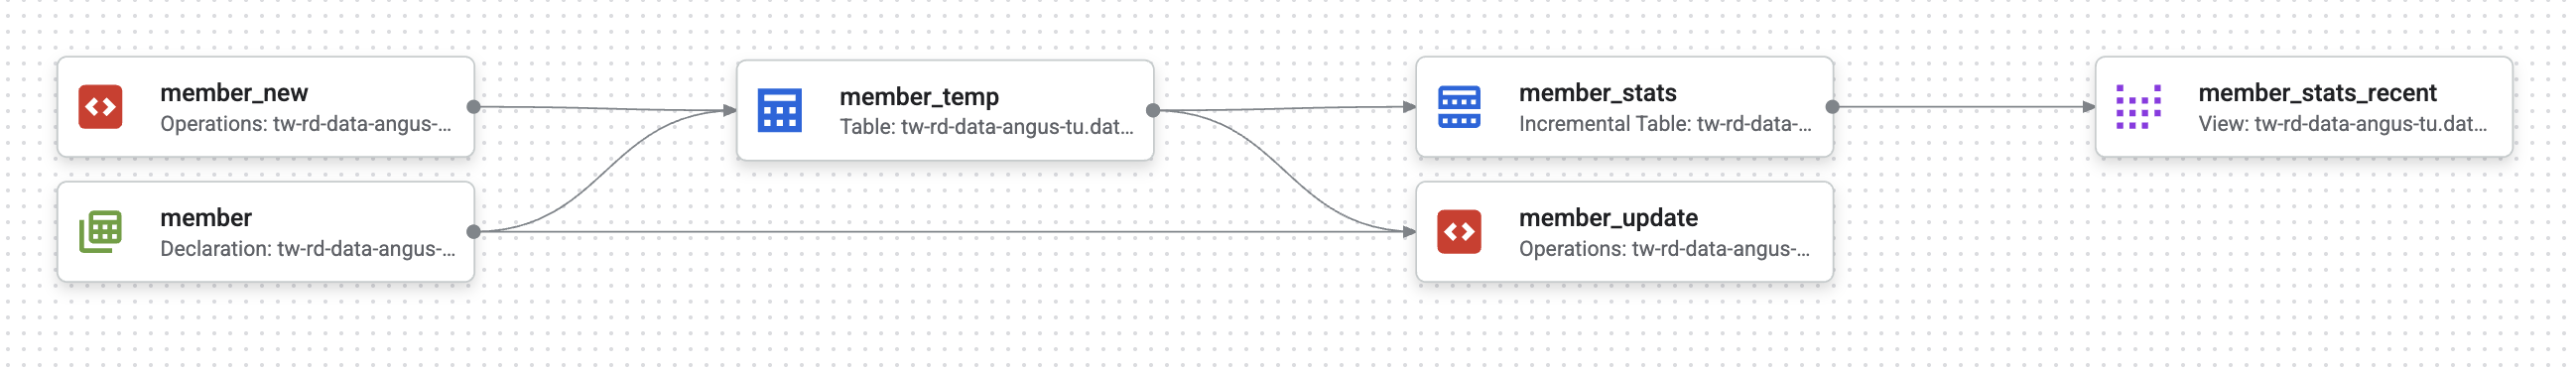 member_new
Operations: tw-rd-data-angus-...
member
Declaration: tw-rd-data-angus-...
member_temp
Table: tw-rd-data-angus-tu.dat...
member_stats
Incremental Table: tw-rd-data-...
member_update
Operations: tw-rd-data-angus-...
member_stats_recent
View: tw-rd-data-angus-tu.dat...